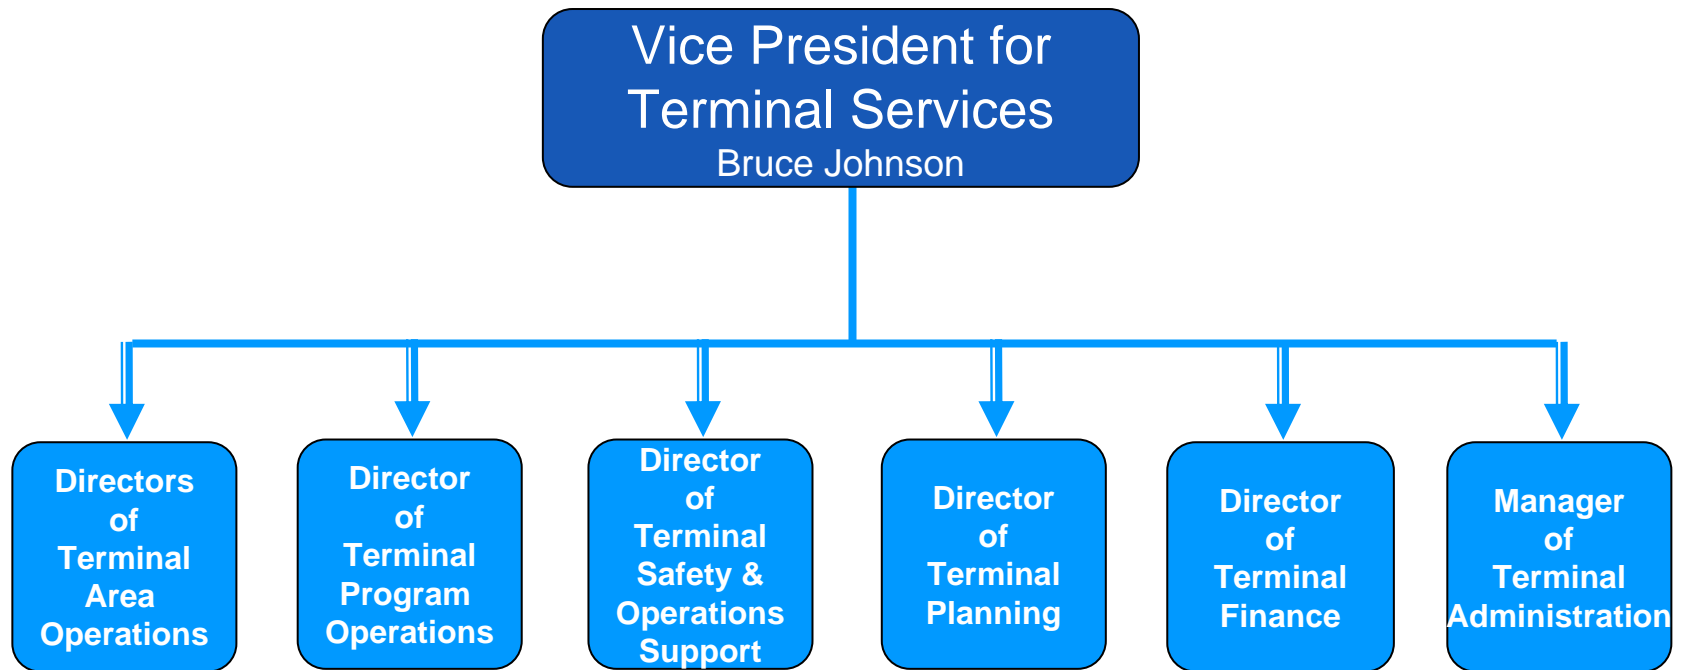 Vice President for
Terminal Services
Bruce Johnson
Directors
of
Terminal
Area
Operations
Director
of
Terminal
Program
Operations
Director
of
Terminal
Safety &
Operations
Support
Director
of
Terminal
Planning
Director
of
Terminal
Finance
Manager
of
Terminal
Administration